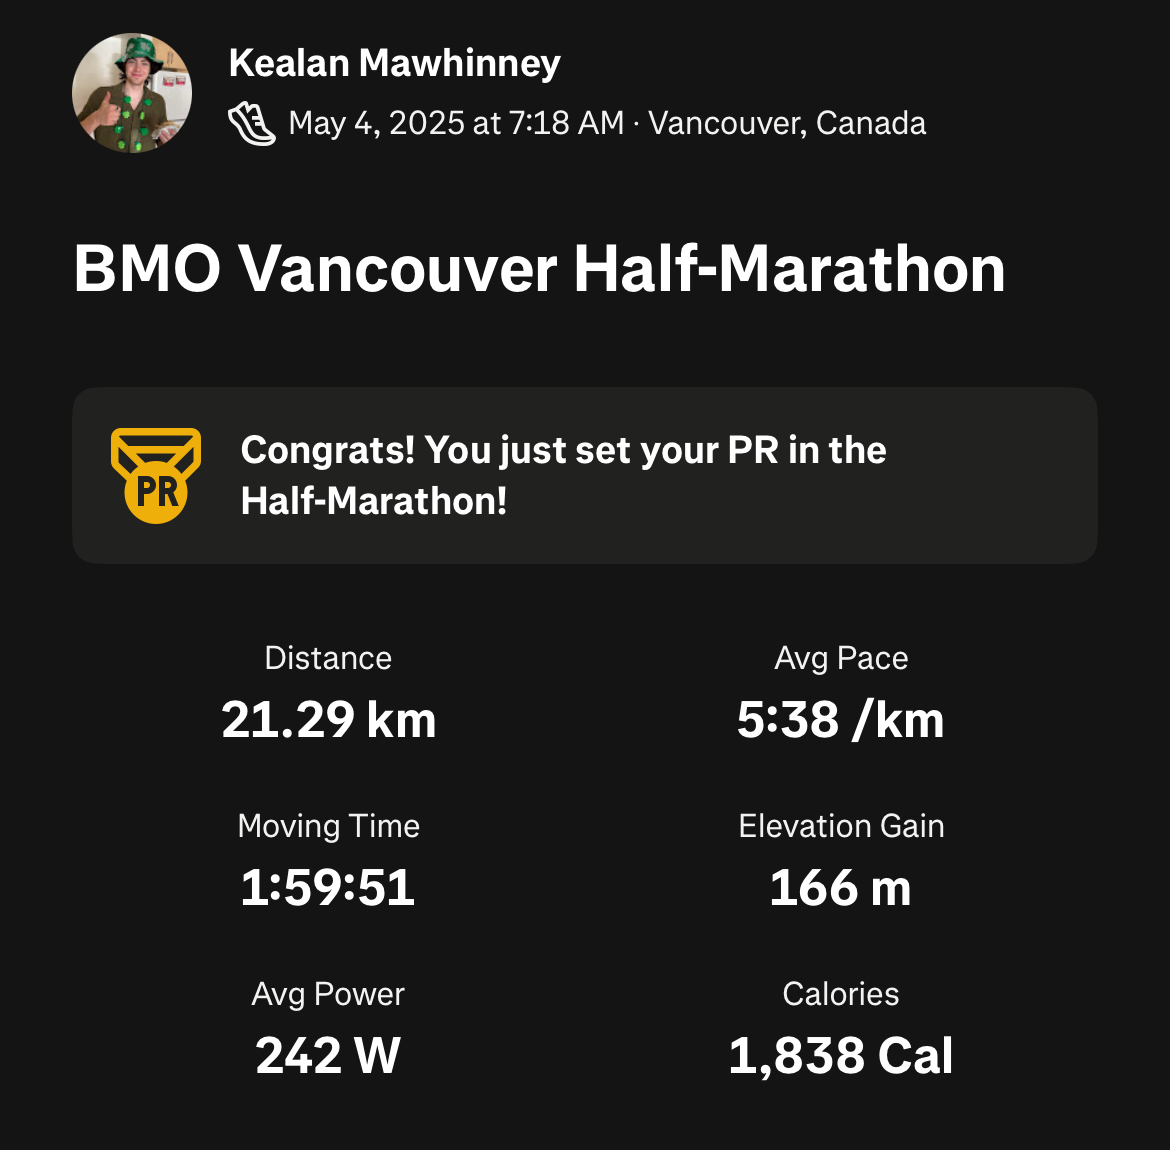 Kealan Mawhinney
May 4, 2025 at 7:18 AM · Vancouver, Canada
BMO Vancouver Half-Marathon
Congrats! You just set your PR in the
Half-Marathon!
PR
Distance
Avg Pace
21.29 km
5:38 /km
Moving Time
Elevation Gain
1:59:51
166 m
Avg Power
Calories
242 W
1,838 Cal